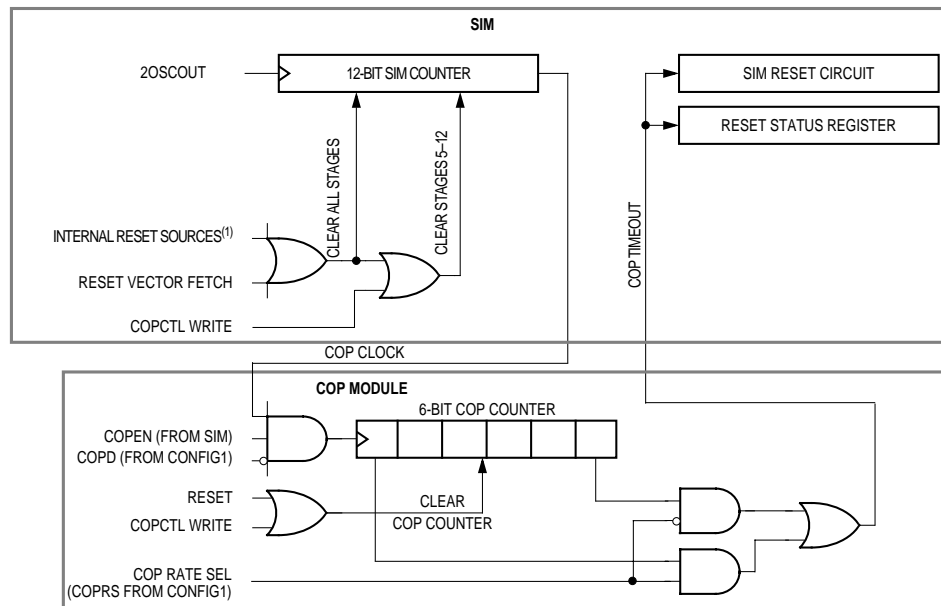 SIM
2OSCOUT
12-BIT SIM COUNTER
SIM RESET CIRCUIT
RESET STATUS REGISTER
CLEAR ALL STAGES
CLEAR STAGES 5–12
COP TIMEOUT
INTERNAL RESET SOURCES(1)
RESET VECTOR FETCH
COPCTL WRITE
COP CLOCK
COP MODULE
6-BIT COP COUNTER
COPEN (FROM SIM)
COPD (FROM CONFIG1)
RESET
CLEAR
COP COUNTER
COPCTL WRITE
COP RATE SEL
(COPRS FROM CONFIG1)